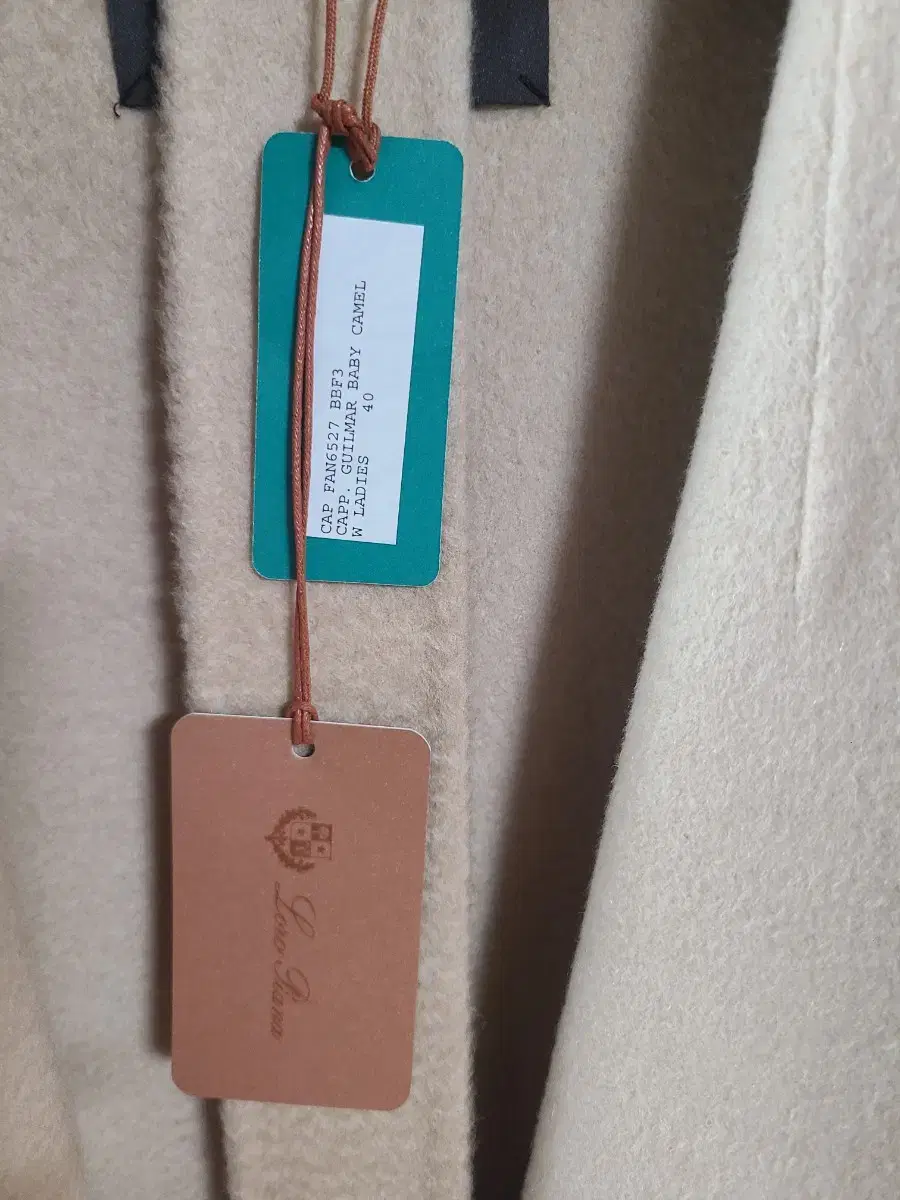 CAP FAN6527 BBF3
CAPP. GUILMAR BABY CAMEL
W LADIES 40
Loro Piana